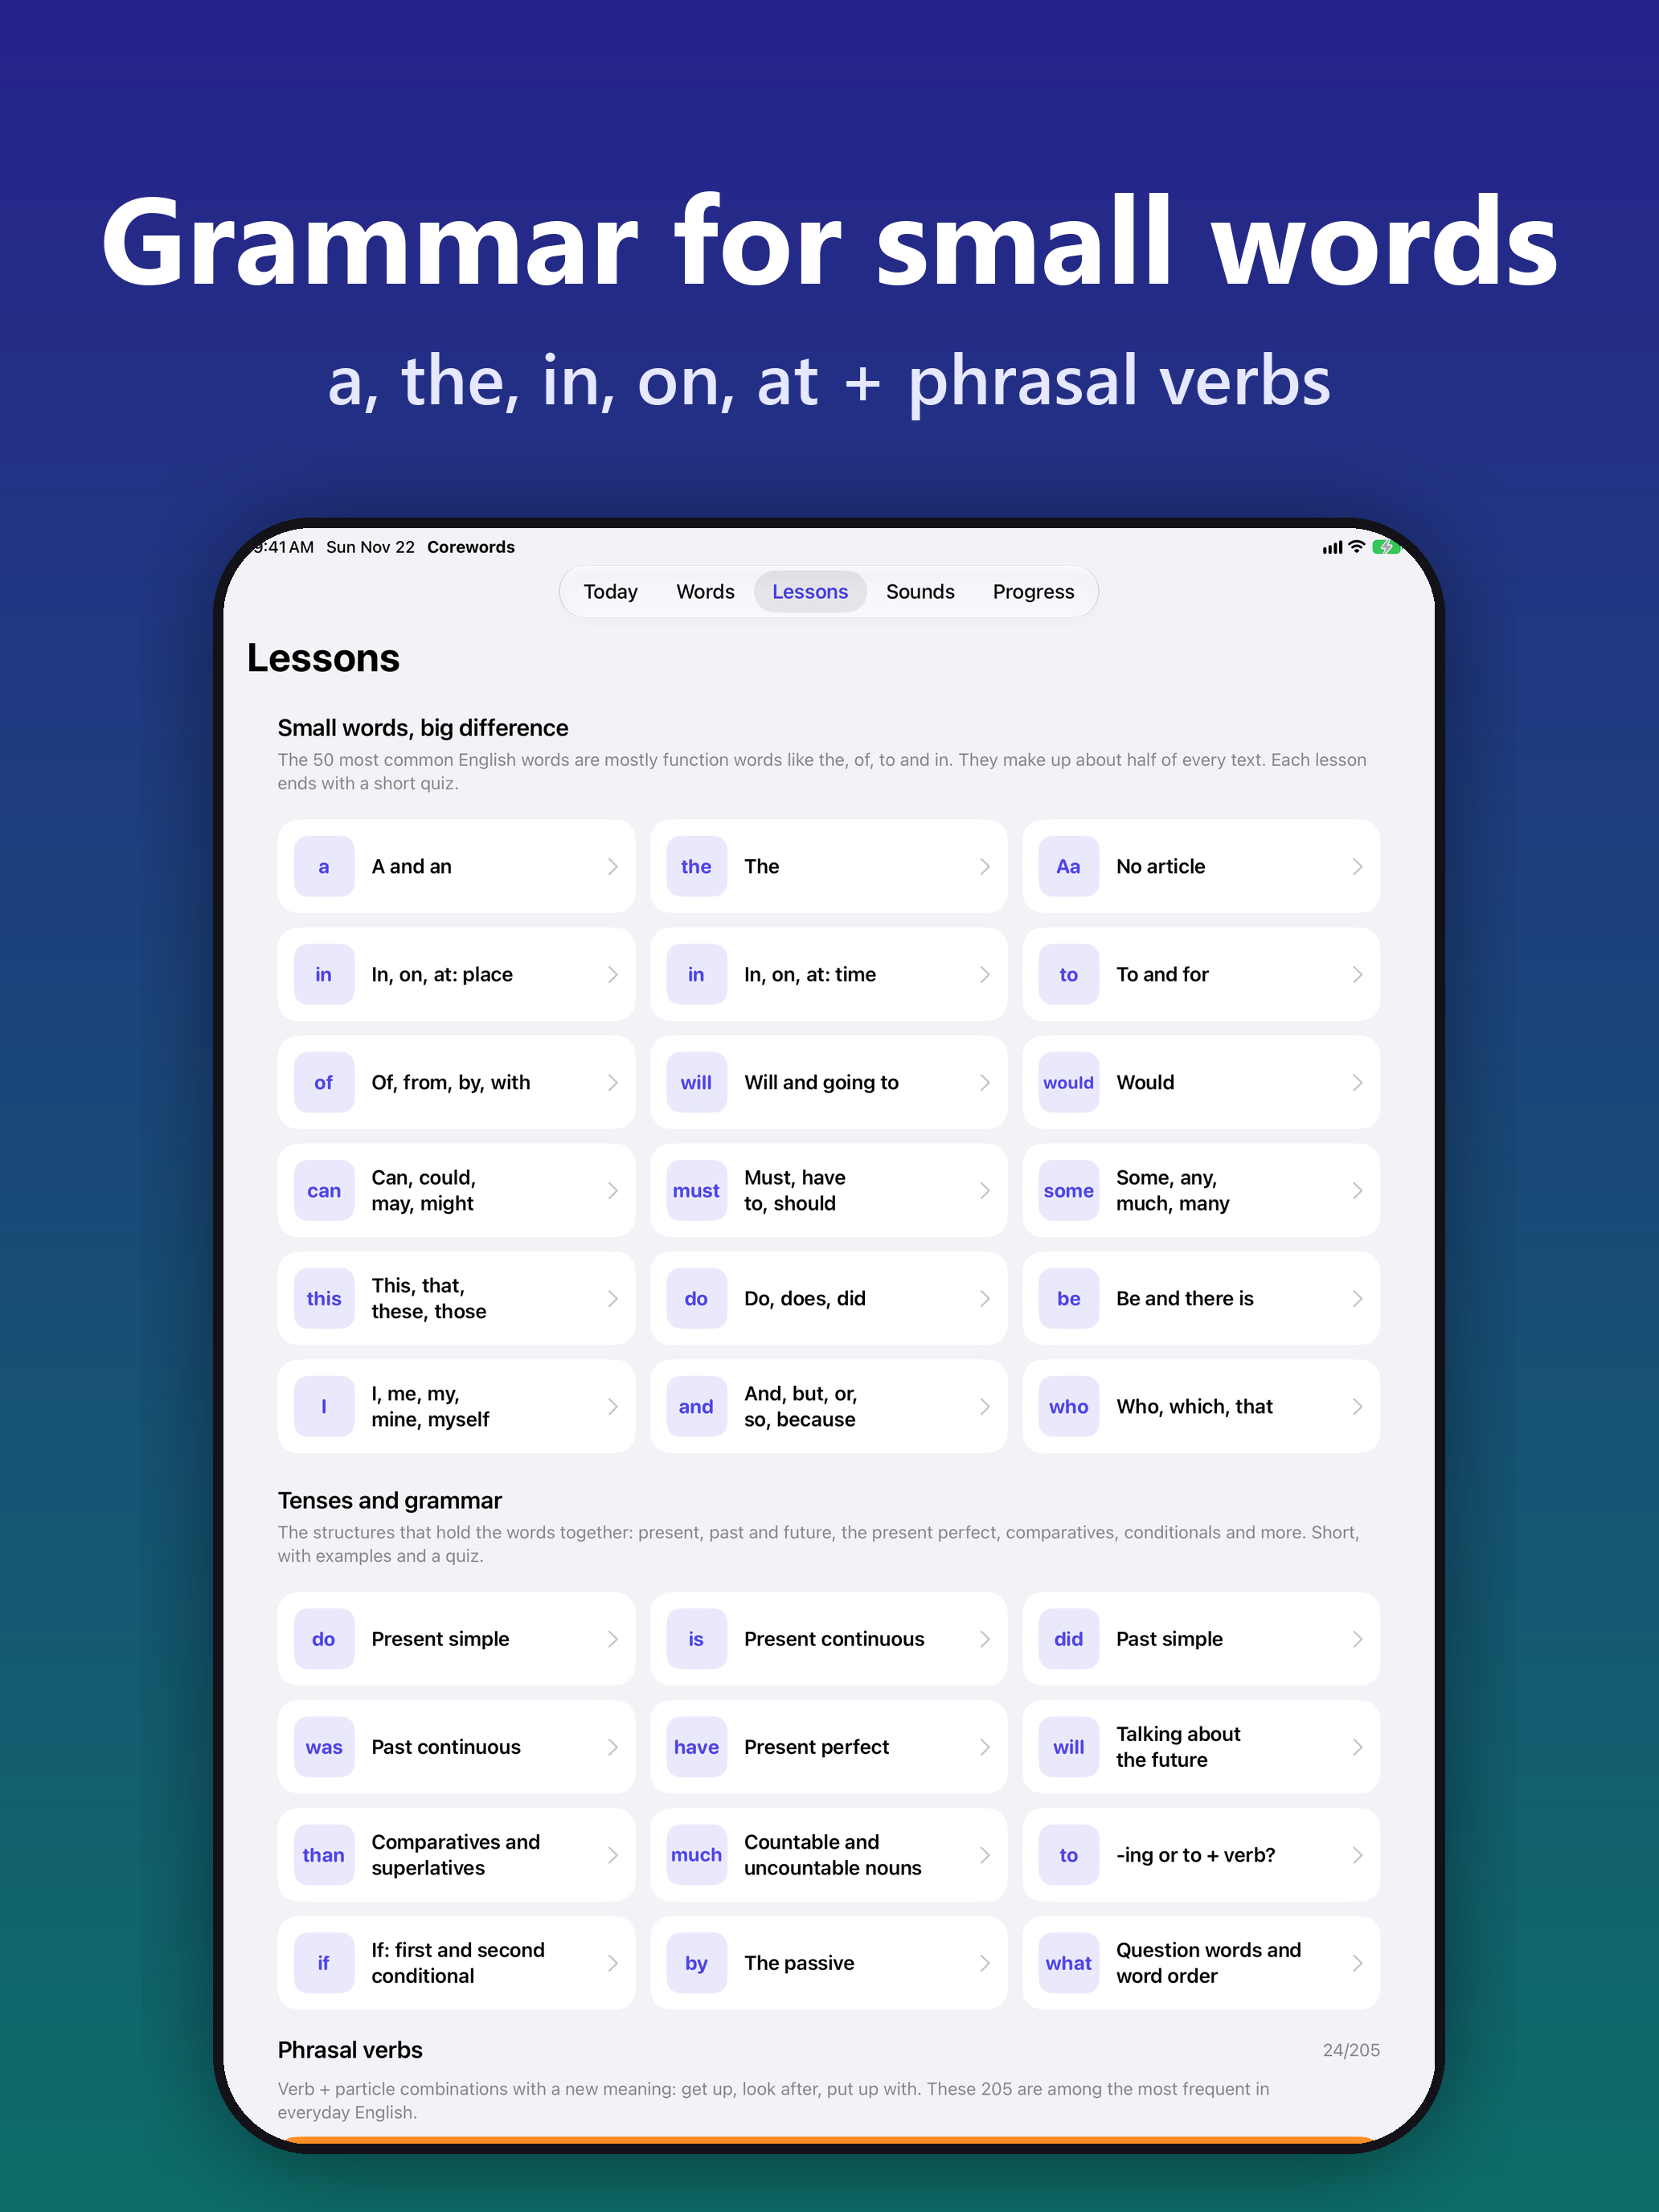 Grammar for small words
a, the, in, on, at + phrasal verbs
9:41 AM Sun Nov 22 Corewords
Today Words Lessons Sounds Progress
Lessons
Small words, big difference
The 50 most common English words are mostly function words like the, of, to and in. They make up about half of every text. Each lesson
ends with a short quiz.
a A and an
the The
Aa No article
in In, on, at: place
in In, on, at: time
to To and for
of Of, from, by, with
will Will and going to
would Would
can Can, could,
may, might
must Must, have
to, should
some Some, any,
much, many
this This, that,
these, those
do Do, does, did
be Be and there is
I I, me, my,
mine, myself
and And, but, or,
so, because
who Who, which, that
Tenses and grammar
The structures that hold the words together: present, past and future, the present perfect, comparatives, conditionals and more. Short,
with examples and a quiz.
do Present simple
is Present continuous
did Past simple
was Past continuous
have Present perfect
will Talking about
the future
than Comparatives and
superlatives
much Countable and
uncountable nouns
to -ing or to + verb?
if If: first and second
conditional
by The passive
what Question words and
word order
Phrasal verbs 24/205
Verb + particle combinations with a new meaning: get up, look after, put up with. These 205 are among the most frequent in
everyday English.